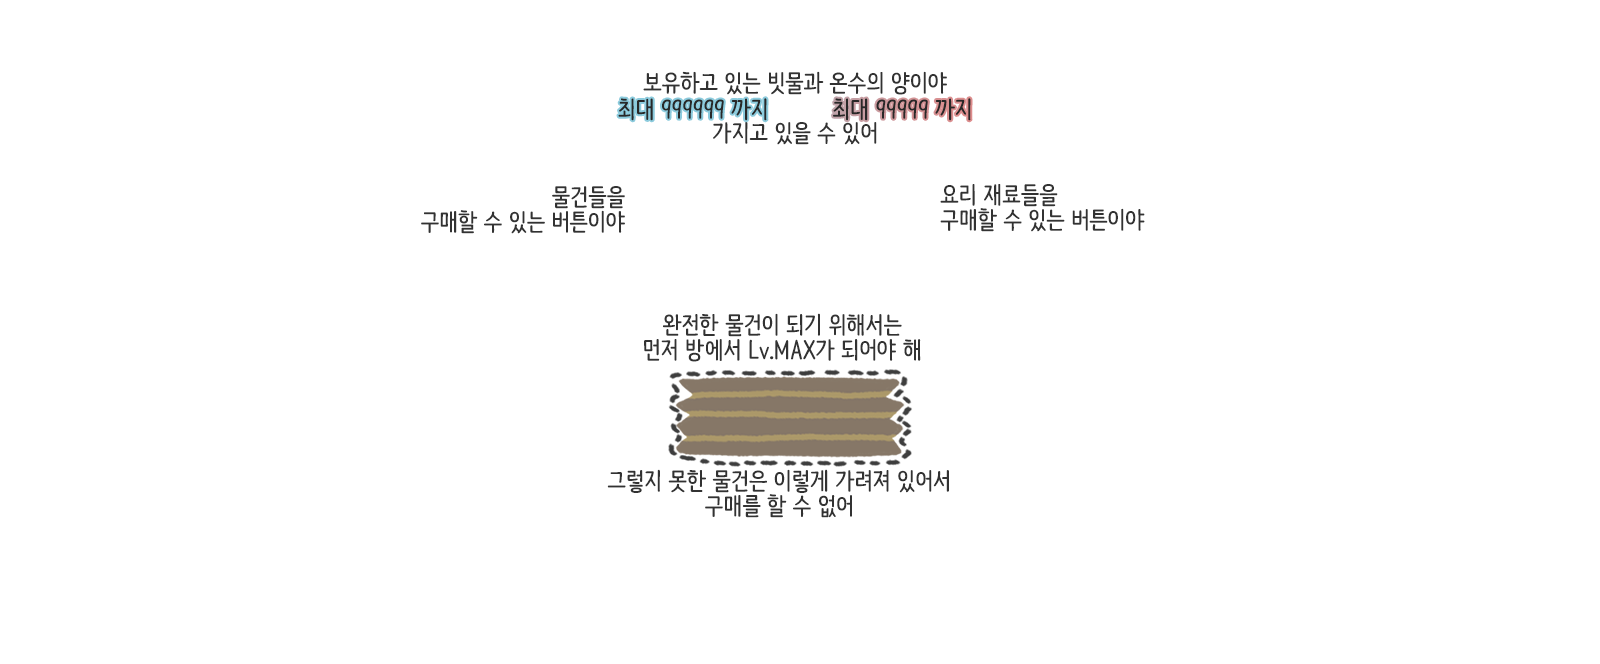 보유하고 있는 빗물과 온수의 양이야
최대 999999 까지 최대 99999 까지
가지고 있을 수 있어
물건들을
구매할 수 있는 버튼이야
요리 재료들을
구매할 수 있는 버튼이야
완전한 물건이 되기 위해서는
먼저 방에서 Lv.MAX가 되어야 해
그렇지 못한 물건은 이렇게 가려져 있어서
구매를 할 수 없어